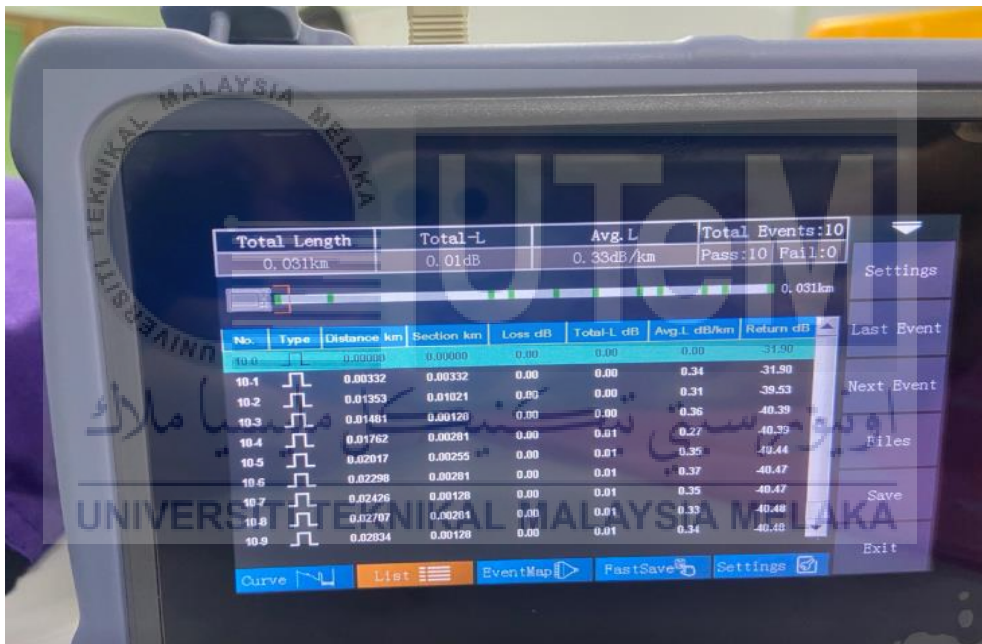 UNIVERSITI TEKNIKAL MALAYSIA MELAKA
UTeM
اونيورسيتي تيكنيكل مليسيا ملاك
UNIVERSITI TEKNIKAL MALAYSIA MELAKA
Total Length Total-L Avg.L Total Events:10
0.031km 0.01dB 0.33dB/km Pass:10 Fail:0
0.031km
No. Type Distance km Section km Loss dB Total-L dB Avg.L dB/km Return dB
10-0 0.00000 0.00000 0.00 0.00 0.00 -31.90
10-1 0.00332 0.00332 0.00 0.00 0.34 -31.90
10-2 0.01353 0.01021 0.00 0.00 0.31 -39.53
10-3 0.01481 0.00128 0.00 0.00 0.36 -40.39
10-4 0.01762 0.00281 0.00 0.01 0.27 -40.39
10-5 0.02017 0.00255 0.00 0.01 0.35 -40.44
10-6 0.02298 0.00281 0.00 0.01 0.37 -40.47
10-7 0.02426 0.00128 0.00 0.01 0.35 -40.47
10-8 0.02707 0.00281 0.00 0.01 0.33 -40.48
10-9 0.02834 0.00128 0.00 0.01 0.34 -40.48
Settings
Last Event
Next Event
Files
Save
Exit
Curve List EventMap FastSave Settings